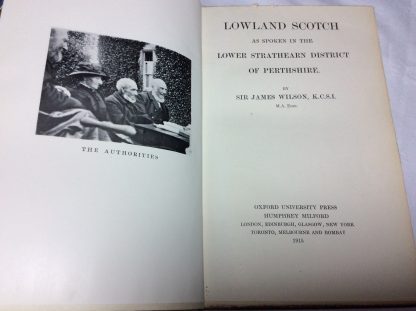 THE AUTHORITIES
LOWLAND SCOTCH
AS SPOKEN IN THE
LOWER STRATHEARN DISTRICT
OF PERTHSHIRE.
BY
SIR JAMES WILSON, K.C.S.I.
M.A. EDIN.
OXFORD UNIVERSITY PRESS
HUMPHREY MILFORD
LONDON, EDINBURGH, GLASGOW, NEW YORK
TORONTO, MELBOURNE AND BOMBAY
1915